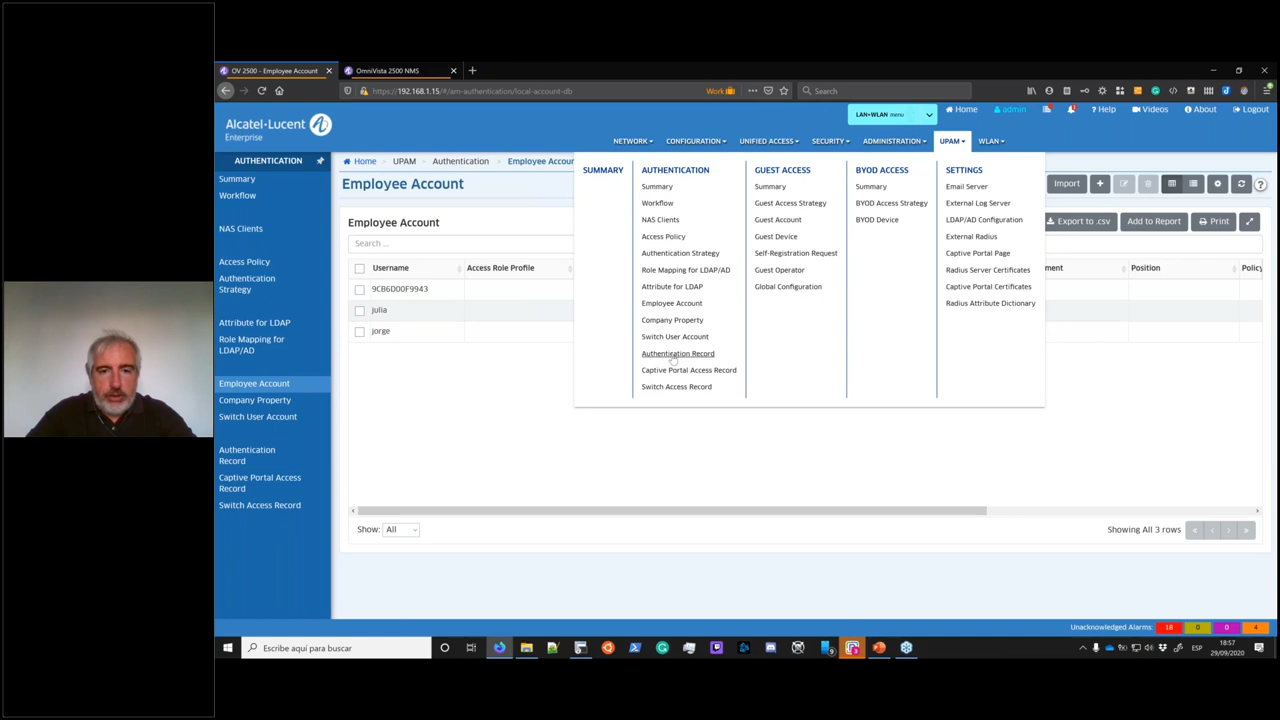 OV 2500 - Employee Account
OmniVista 2500 NMS
https://192.168.1.15/#/am-authentication/local-account-db
Work
Search
Alcatel·Lucent
Enterprise
LAN+WLAN menu
Home
admin
Help
Videos
About
Logout
NETWORK
CONFIGURATION
UNIFIED ACCESS
SECURITY
ADMINISTRATION
UPAM
WLAN
AUTHENTICATION
Summary
Workflow
NAS Clients
Access Policy
Authentication
Strategy
Attribute for LDAP
Role Mapping for
LDAP/AD
Employee Account
Company Property
Switch User Account
Authentication
Record
Captive Portal Access
Record
Switch Access Record
Home > UPAM > Authentication > Employee Accoun
Employee Account
Import
Employee Account
Export to .csv
Add to Report
Print
Search ...
Username
Access Role Profile
ment
Position
Policy
9CB6D00F9943
julia
jorge
SUMMARY
AUTHENTICATION
Summary
Workflow
NAS Clients
Access Policy
Authentication Strategy
Role Mapping for LDAP/AD
Attribute for LDAP
Employee Account
Company Property
Switch User Account
Authentication Record
Captive Portal Access Record
Switch Access Record
GUEST ACCESS
Summary
Guest Access Strategy
Guest Account
Guest Device
Self-Registration Request
Guest Operator
Global Configuration
BYOD ACCESS
Summary
BYOD Access Strategy
BYOD Device
SETTINGS
Email Server
External Log Server
LDAP/AD Configuration
External Radius
Captive Portal Page
Radius Server Certificates
Captive Portal Certificates
Radius Attribute Dictionary
Show: All
Showing All 3 rows
Unacknowledged Alarms: 18 0 0 4
Escribe aquí para buscar
ESP
18:57
29/09/2020